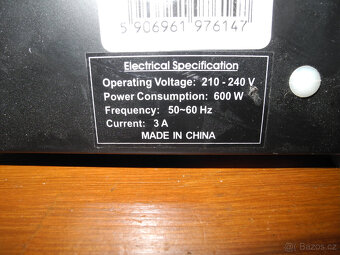 5 906961 976147
Electrical Specification
Operating Voltage: 210 - 240 V
Power Consumption: 600 W
Frequency: 50~60 Hz
Current: 3 A
MADE IN CHINA
bazos.cz